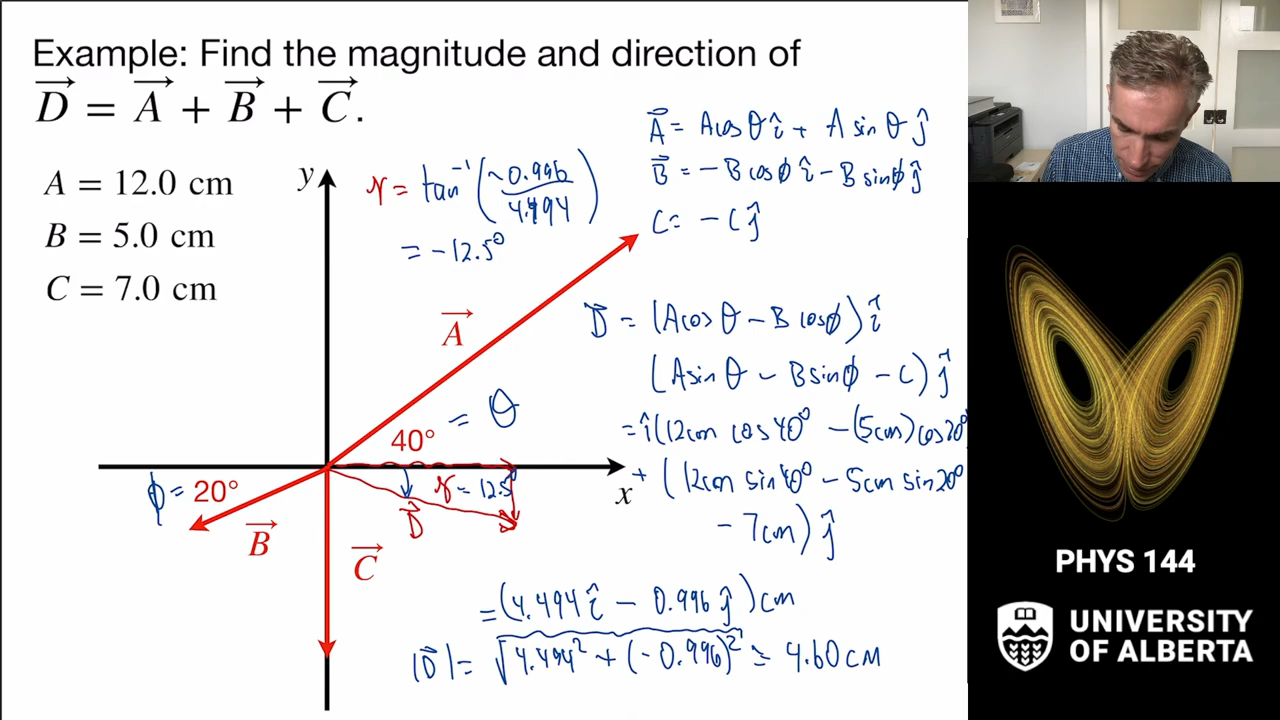 Example: Find the magnitude and direction of
D⃗ = A⃗ + B⃗ + C⃗.
A = 12.0 cm
B = 5.0 cm
C = 7.0 cm
y
γ = tan⁻¹(-0.996/4.494)
= -12.5°
A⃗ = A cos θ î + A sin θ ĵ
B⃗ = - B cos ϕ î - B sin ϕ ĵ
C = - C ĵ
A⃗
D⃗ = (A cos θ - B cos ϕ) î
(A sin θ - B sin ϕ - C) ĵ
= î (12cm cos 40° - (5cm) cos 20°
+ (12cm sin 40° - 5cm sin 20°
- 7cm) ĵ
40° = θ
ϕ = 20°
γ = 12.5°
x
B⃗
D⃗
C⃗
= (4.494 î - 0.996 ĵ) cm
|D⃗| = √4.494² + (-0.996)² = 4.60 cm
PHYS 144
UNIVERSITY
OF ALBERTA